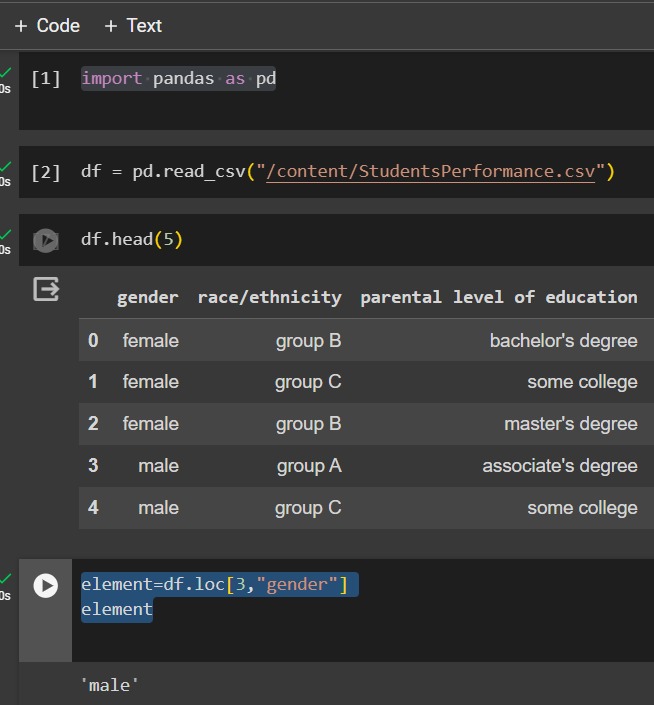 + Code + Text
0s [1] import pandas as pd
0s [2] df = pd.read_csv("/content/StudentsPerformance.csv")
0s df.head(5)
gender race/ethnicity parental level of education
0 female group B bachelor's degree
1 female group C some college
2 female group B master's degree
3 male group A associate's degree
4 male group C some college
element=df.loc[3,"gender"]
0s element
'male'